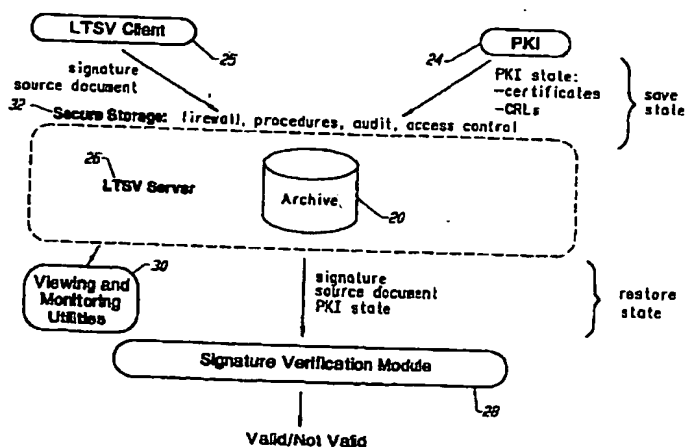 LTSV Client
25
24
PKI
signature
source document
PKI state:
-certificates
-CRLs
save
state
32
Secure Storage: firewall, procedures, audit, access control
26
LTSV Server
Archive
20
30
Viewing and
Monitoring
Utilities
signature
source document
PKI state
restore
state
Signature Verification Module
28
Valid/Not Valid